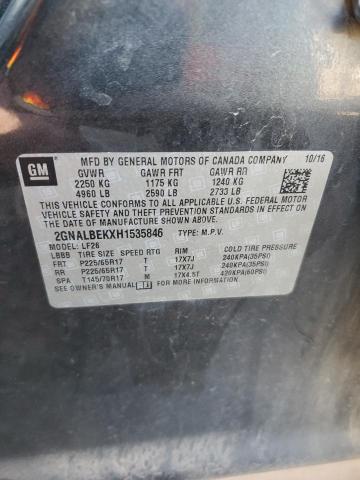 GM
MFD BY GENERAL MOTORS OF CANADA COMPANY 10/16
GVWR GAWR FRT GAWR RR
2250 KG 1175 KG 1240 KG
4960 LB 2590 LB 2733 LB
THIS VEHICLE CONFORMS TO ALL APPLICABLE U.S. FEDERAL MOTOR
VEHICLE SAFETY AND THEFT PREVENTION STANDARDS IN
EFFECT ON THE DATE OF MANUFACTURE SHOWN ABOVE.
2GNALBEKXH1535846 TYPE: M.P.V.
MODEL: LF26
LBBB TIRE SIZE SPEED RTG RIM COLD TIRE PRESSURE
FRT P225/65R17 T 17X7J 240KPA(35PSI)
RR P225/65R17 T 17X7J 240KPA(35PSI)
SPA T145/70R17 M 17X4.5T 420KPA(60PSI)
SEE OWNER'S MANUAL FOR ADDITIONAL INFORMATION.